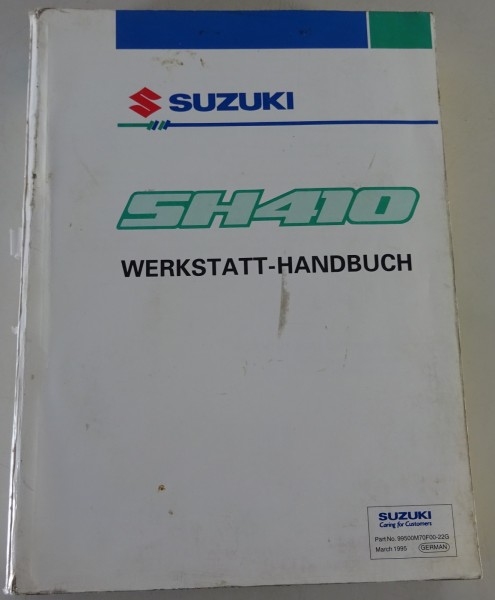 SUZUKI
SH410
WERKSTATT-HANDBUCH
SUZUKI
Caring for Customers
Part No. 99500M70F00-22G
March 1995 GERMAN